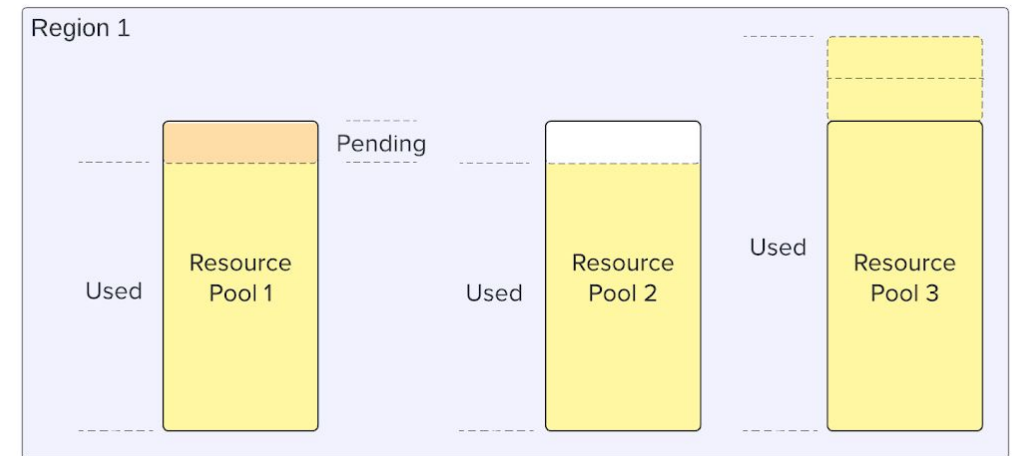 Region 1
Pending
Used
Resource
Pool 1
Used
Resource
Pool 2
Used
Resource
Pool 3